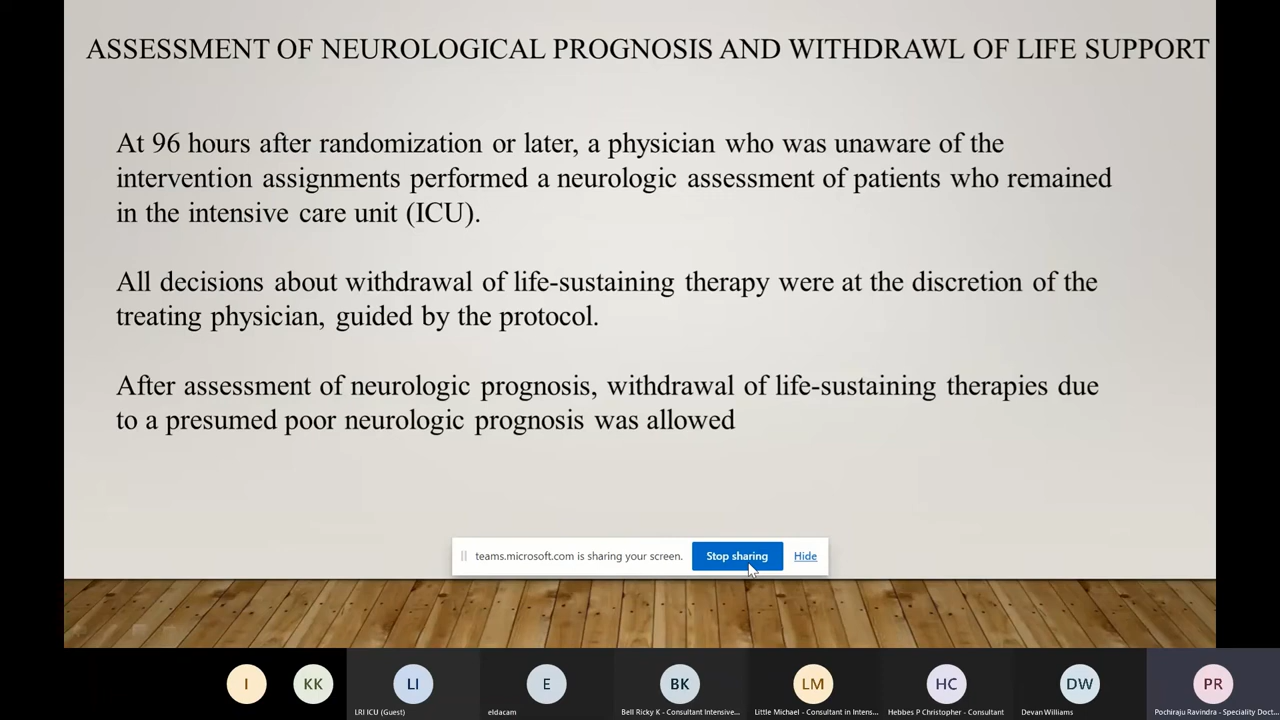 ASSESSMENT OF NEUROLOGICAL PROGNOSIS AND WITHDRAWL OF LIFE SUPPORT
At 96 hours after randomization or later, a physician who was unaware of the
intervention assignments performed a neurologic assessment of patients who remained
in the intensive care unit (ICU).
All decisions about withdrawal of life-sustaining therapy were at the discretion of the
treating physician, guided by the protocol.
After assessment of neurologic prognosis, withdrawal of life-sustaining therapies due
to a presumed poor neurologic prognosis was allowed
teams.microsoft.com is sharing your screen.
Stop sharing
Hide
I
KK
LI
E
BK
LM
HC
DW
PR
LRI ICU (Guest)
eldacam
Bell Ricky K - Consultant Intensive...
Little Michael - Consultant in Intens...
Hebbes P Christopher - Consultant
Devan Williams
Pochiraju Ravindra - Speciality Doct...